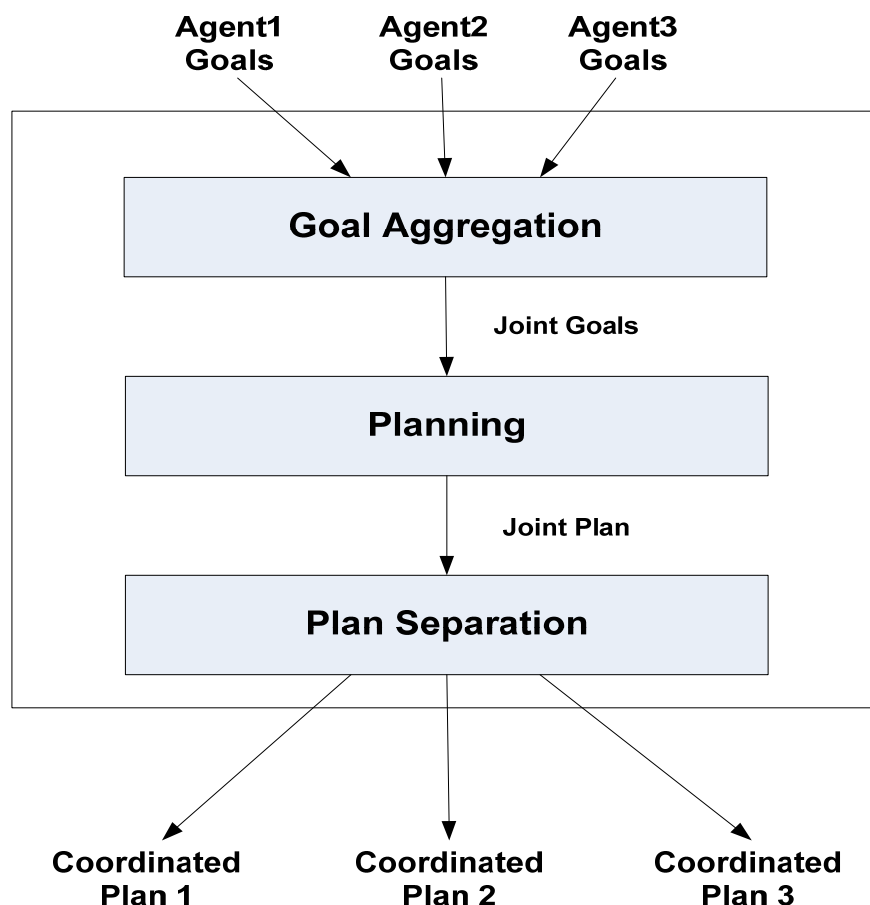 Agent1 Agent2 Agent3
Goals Goals Goals
Goal Aggregation
Joint Goals
Planning
Joint Plan
Plan Separation
Coordinated Coordinated Coordinated
Plan 1 Plan 2 Plan 3